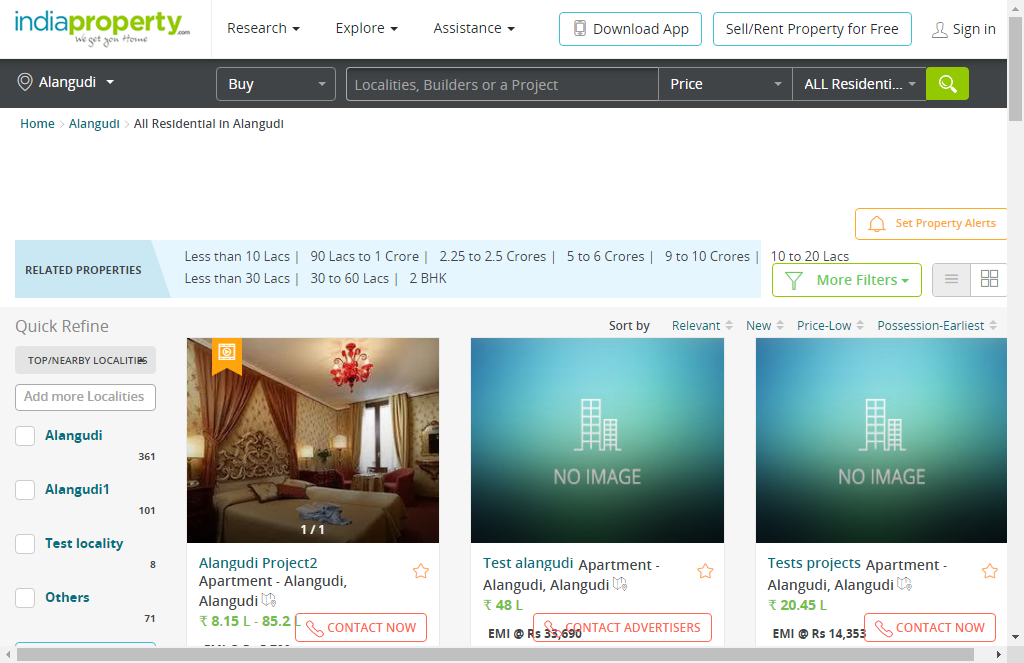 indiaproperty.com
we get you Home
Research
Explore
Assistance
Download App
Sell/Rent Property for Free
Sign in
Alangudi
Buy
Localities, Builders or a Project
Price
ALL Residenti...
Home > Alangudi > All Residential in Alangudi
Set Property Alerts
RELATED PROPERTIES
Less than 10 Lacs | 90 Lacs to 1 Crore | 2.25 to 2.5 Crores | 5 to 6 Crores | 9 to 10 Crores | 10 to 20 Lacs
Less than 30 Lacs | 30 to 60 Lacs | 2 BHK
More Filters
Quick Refine
Sort by Relevant New Price-Low Possession-Earliest
TOP/NEARBY LOCALITIES
Add more Localities
Alangudi
361
Alangudi1
101
Test locality
8
Others
71
1 / 1
Alangudi Project2
Apartment - Alangudi,
Alangudi
₹ 8.15 L - 85.2 L
CONTACT NOW
NO IMAGE
Test alangudi Apartment -
Alangudi, Alangudi
₹ 48 L
EMI @ Rs 33,690
CONTACT ADVERTISERS
NO IMAGE
Tests projects Apartment -
Alangudi, Alangudi
₹ 20.45 L
EMI @ Rs 14,353
CONTACT NOW